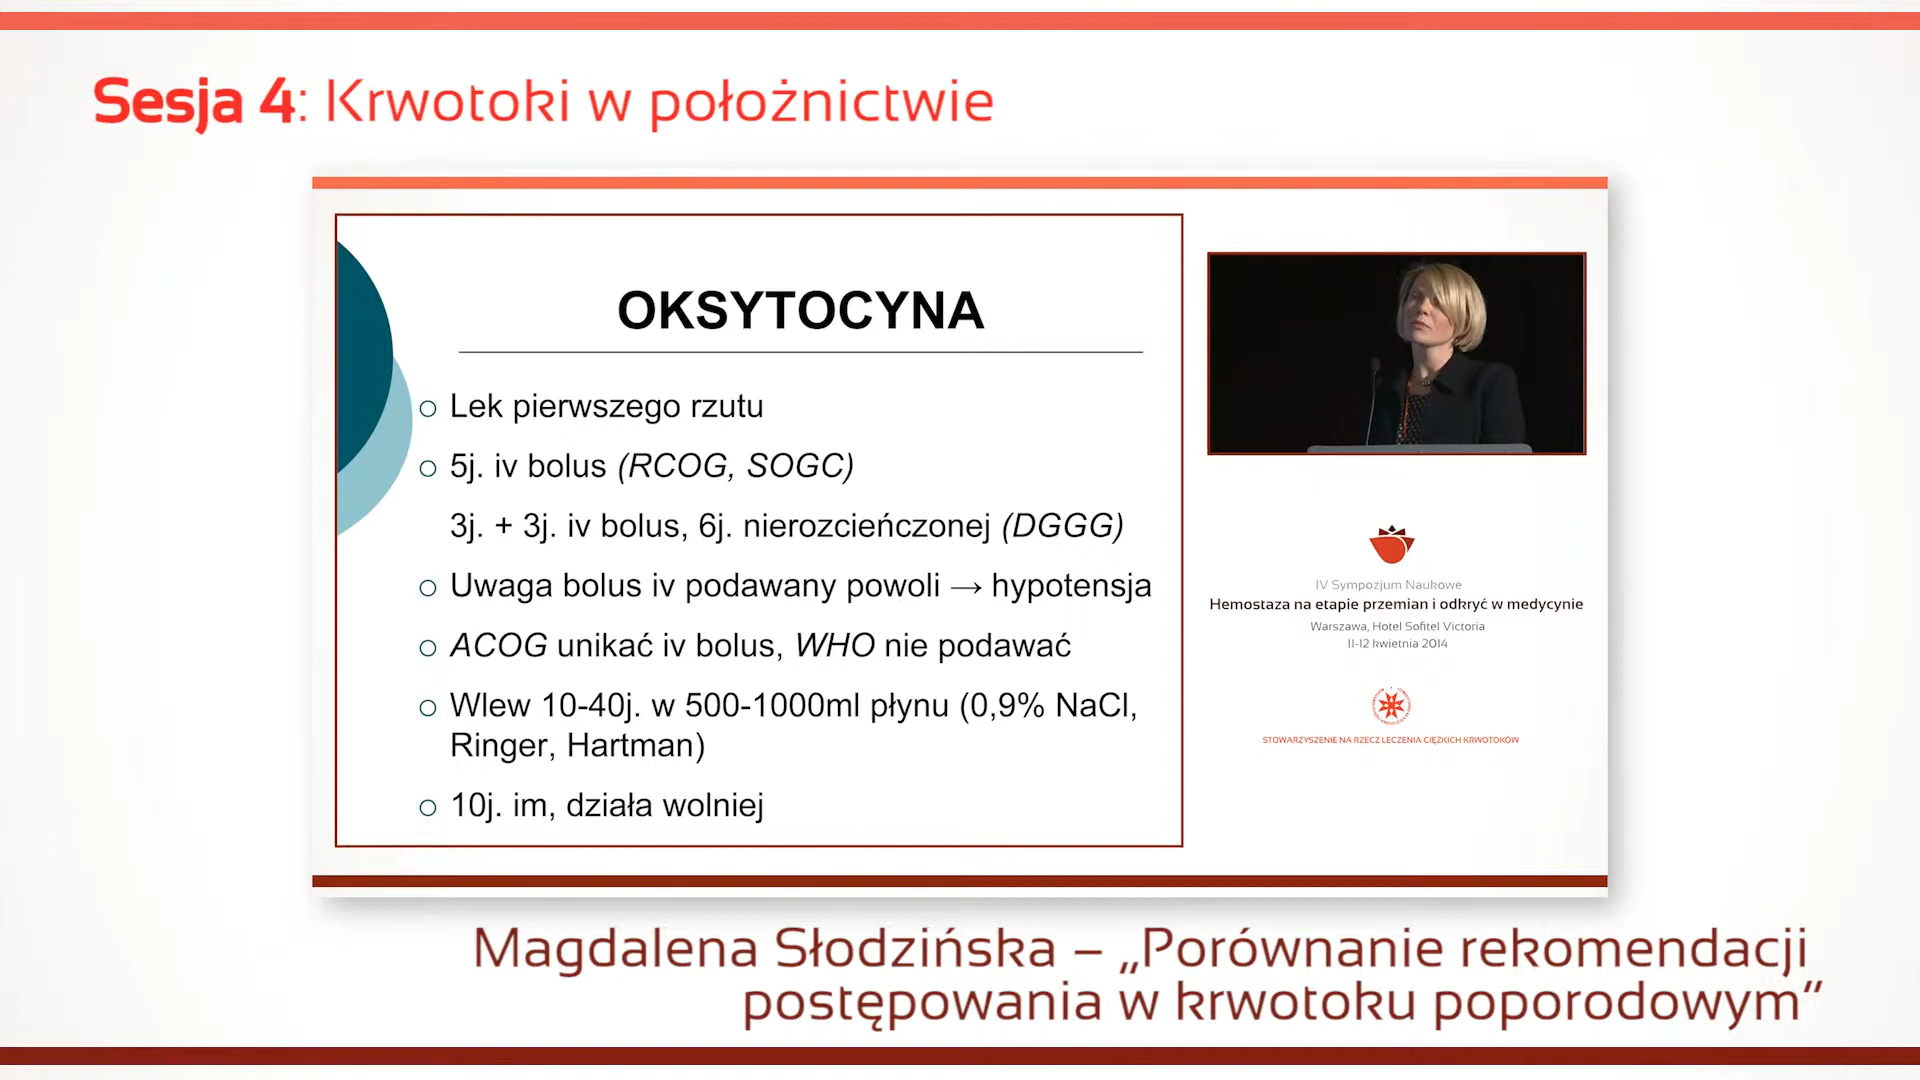 Sesja 4: Krwotoki w położnictwie
OKSYTOCYNA
Lek pierwszego rzutu
5j. iv bolus (RCOG, SOGC)
3j. + 3j. iv bolus, 6j. nierozcieńczonej (DGGG)
Uwaga bolus iv podawany powoli → hypotensja
ACOG unikać iv bolus, WHO nie podawać
Wlew 10-40j. w 500-1000ml płynu (0,9% NaCl,
Ringer, Hartman)
10j. im, działa wolniej
IV Sympozjum Naukowe
Hemostaza na etapie przemian i odkryć w medycynie
Warszawa, Hotel Sofitel Victoria
11-12 kwietnia 2014
STOWARZYSZENIE NA RZECZ LECZENIA CIĘŻKICH KRWOTOKÓW
Magdalena Słodzińska – „Porównanie rekomendacji
postępowania w krwotoku poporodowym”